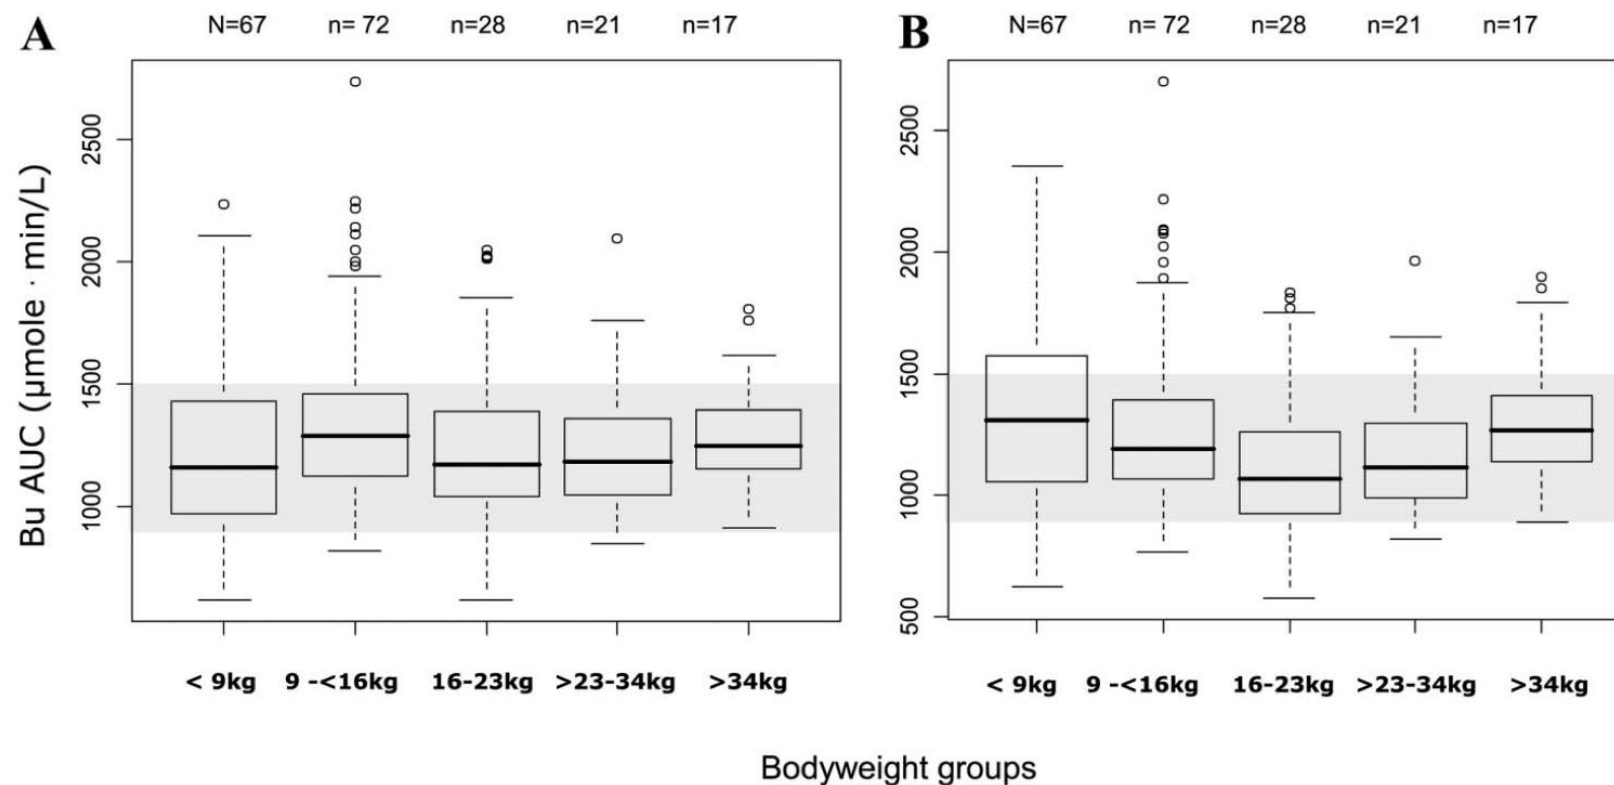 A
N=67 n= 72 n=28 n=21 n=17
B
N=67 n= 72 n=28 n=21 n=17
Bu AUC (µmole · min/L)
2500
2000
1500
1000
2500
2000
1500
1000
500
< 9kg 9 -<16kg 16-23kg >23-34kg >34kg
< 9kg 9 -<16kg 16-23kg >23-34kg >34kg
Bodyweight groups